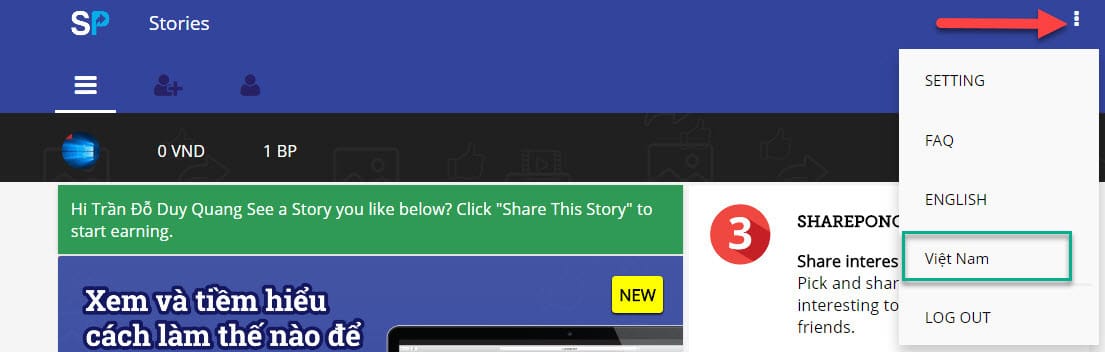 SP
Stories
SETTING
FAQ
ENGLISH
Việt Nam
LOG OUT
0 VND
1 BP
Hi Trần Đỗ Duy Quang See a Story you like below? Click "Share This Story" to
start earning.
Xem và tiềm hiểu
cách làm thế nào để
NEW
3
SHAREPONG
Share interes
Pick and shar
interesting to
friends.